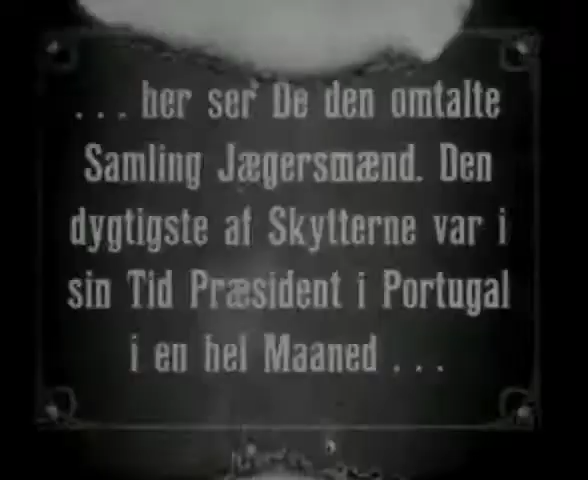 ... her ser De den omtalte
Samling Jægersmænd. Den
dygtigste af Skytterne var i
sin Tid Præsident i Portugal
i en hel Maaned ...